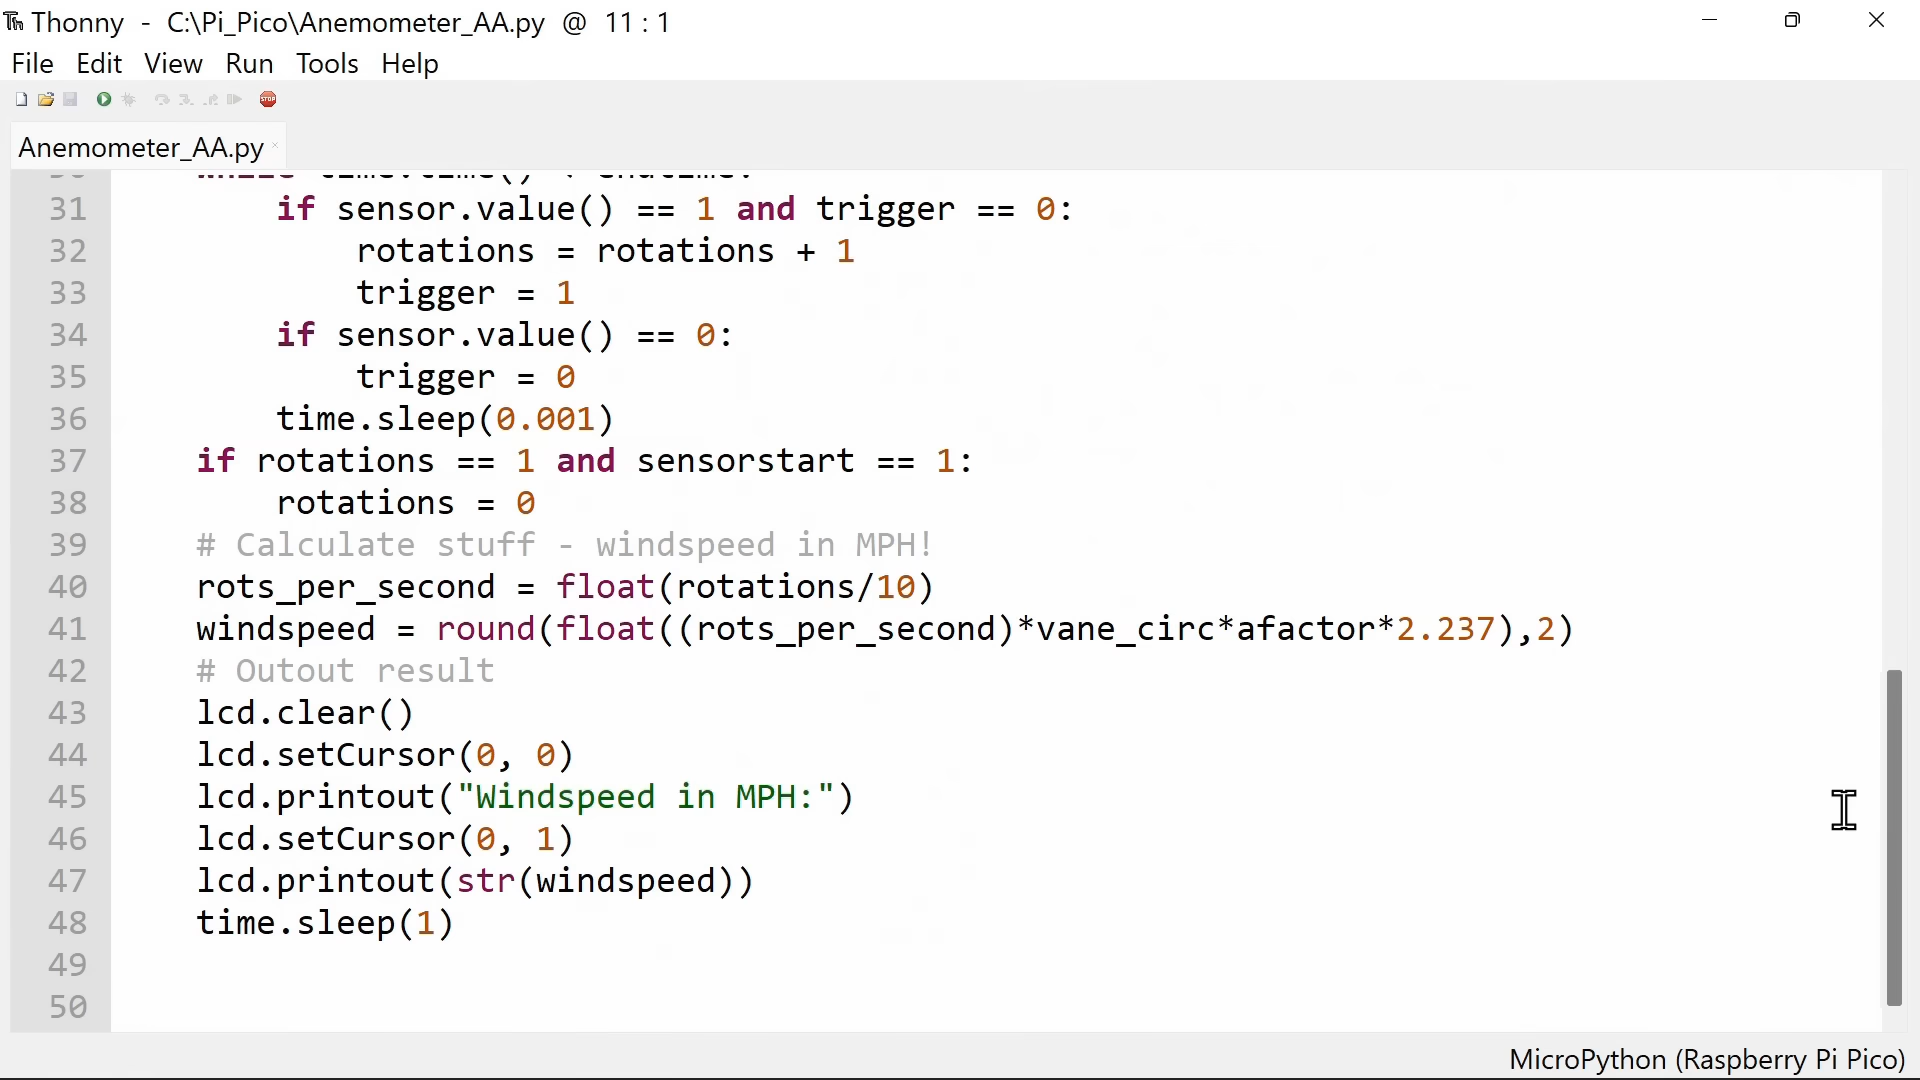 Thonny - C:\Pi_Pico\Anemometer_AA.py @ 11 : 1
File Edit View Run Tools Help
STOP
Anemometer_AA.py
31 if sensor.value() == 1 and trigger == 0:
32 rotations = rotations + 1
33 trigger = 1
34 if sensor.value() == 0:
35 trigger = 0
36 time.sleep(0.001)
37 if rotations == 1 and sensorstart == 1:
38 rotations = 0
39 # Calculate stuff - windspeed in MPH!
40 rots_per_second = float(rotations/10)
41 windspeed = round(float((rots_per_second)*vane_circ*afactor*2.237),2)
42 # Outout result
43 lcd.clear()
44 lcd.setCursor(0, 0)
45 lcd.printout("Windspeed in MPH:")
46 lcd.setCursor(0, 1)
47 lcd.printout(str(windspeed))
48 time.sleep(1)
49
50
MicroPython (Raspberry Pi Pico)